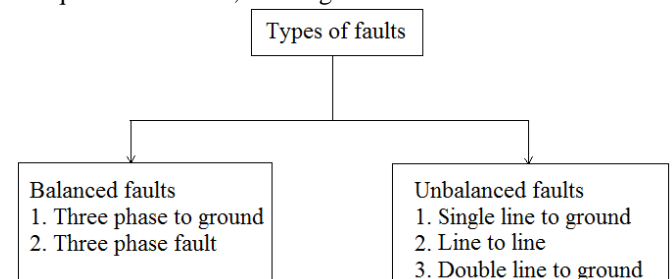 Types of faults
Balanced faults
1. Three phase to ground
2. Three phase fault
Unbalanced faults
1. Single line to ground
2. Line to line
3. Double line to ground